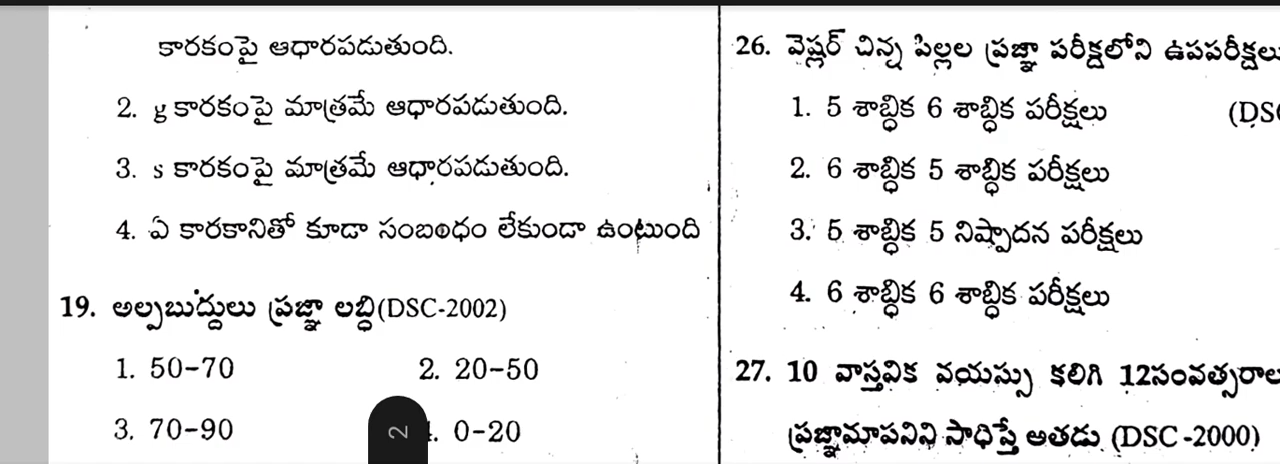 కారకంపై ఆధారపడుతుంది.
2. g కారకంపై మాత్రమే ఆధారపడుతుంది.
3. s కారకంపై మాత్రమే ఆధారపడుతుంది.
4. ఏ కారకానితో కూడా సంబంధం లేకుండా ఉంటుంది
19. అల్పబుద్దులు ప్రజ్ఞా లబ్ధి(DSC-2002)
1. 50-70 2. 20-50
3. 70-90 . 0-20
2
26. వెష్లర్ చిన్న పిల్లల ప్రజ్ఞా పరీక్షలోని ఉపపరీక్షలు
1. 5 శాబ్ధిక 6 శాబ్ధిక పరీక్షలు (DS
2. 6 శాబ్ధిక 5 శాబ్ధిక పరీక్షలు
3. 5 శాబ్ధిక 5 నిష్పాదన పరీక్షలు
4. 6 శాబ్ధిక 6 శాబ్ధిక పరీక్షలు
27. 10 వాస్తవిక వయస్సు కలిగి 12సంవత్సరాల
ప్రజ్ఞామాపనిని సాధిస్తే అతడు (DSC-2000)